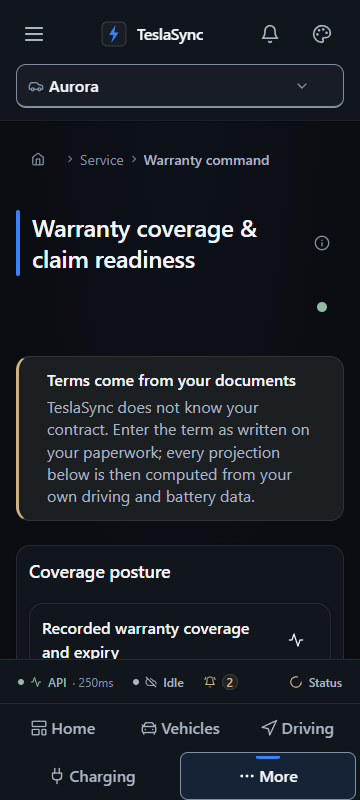 TeslaSync
Aurora
Service
Warranty command
Warranty coverage &
claim readiness
Terms come from your documents
TeslaSync does not know your
contract. Enter the term as written on
your paperwork; every projection
below is then computed from your
own driving and battery data.
Coverage posture
Recorded warranty coverage
and expiry
API · 250ms
Idle
2
Status
Home
Vehicles
Driving
Charging
More